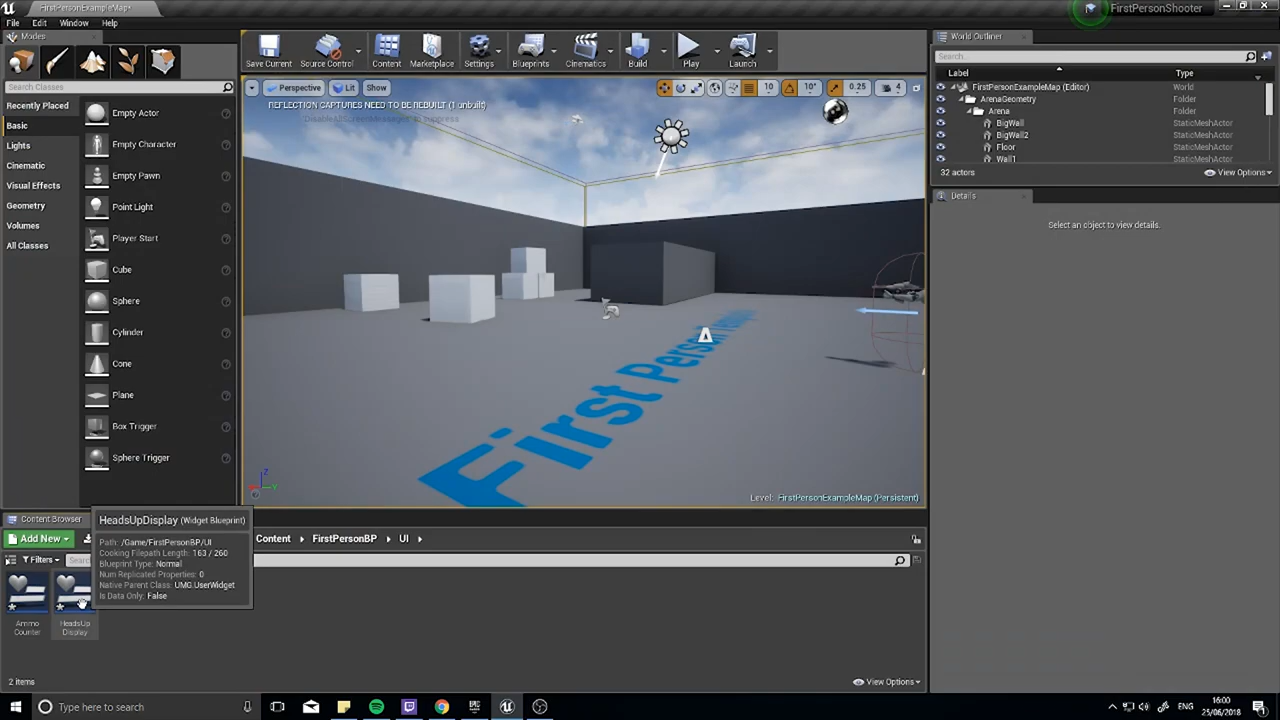 FirstPersonExampleMap*
FirstPersonShooter
File Edit Window Help
Modes
Search Classes
Recently Placed
Basic
Lights
Cinematic
Visual Effects
Geometry
Volumes
All Classes
Empty Actor
Empty Character
Empty Pawn
Point Light
Player Start
Cube
Sphere
Cylinder
Cone
Plane
Box Trigger
Sphere Trigger
Save Current Source Control Content Marketplace Settings Blueprints Cinematics Build Play Launch
Perspective Lit Show
10 10° 0.25 4
REFLECTION CAPTURES NEED TO BE REBUILT (1 unbuilt)
'DisableAllScreenMessages' to suppress
First Person
Level: FirstPersonExampleMap (Persistent)
World Outliner
Search...
Label Type
FirstPersonExampleMap (Editor) World
ArenaGeometry Folder
Arena Folder
BigWall StaticMeshActor
BigWall2 StaticMeshActor
Floor StaticMeshActor
Wall1 StaticMeshActor
32 actors View Options
Details
Select an object to view details.
Content Browser
Add New
Content FirstPersonBP UI
Filters
HeadsUpDisplay (Widget Blueprint)
Path: /Game/FirstPersonBP/UI
Cooking Filepath Length: 163 / 260
Blueprint Type: Normal
Num Replicated Properties: 0
Native Parent Class: UMG.UserWidget
Is Data Only: False
Ammo
Counter
HeadsUp
Display
2 items View Options
Type here to search
ENG
16:00
25/06/2018